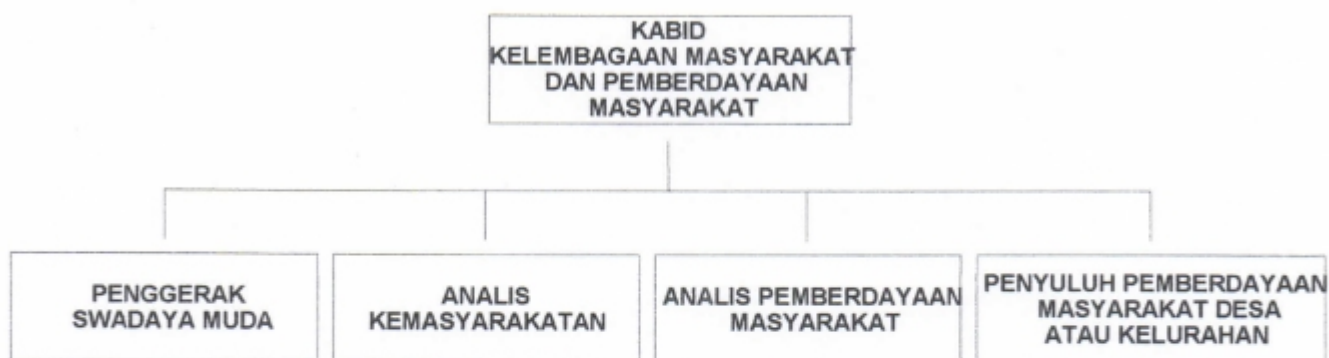 KABID
KELEMBAGAAN MASYARAKAT
DAN PEMBERDAYAAN
MASYARAKAT
PENGGERAK
SWADAYA MUDA
ANALIS
KEMASYARAKATAN
ANALIS PEMBERDAYAAN
MASYARAKAT
PENYULUH PEMBERDAYAAN
MASYARAKAT DESA
ATAU KELURAHAN